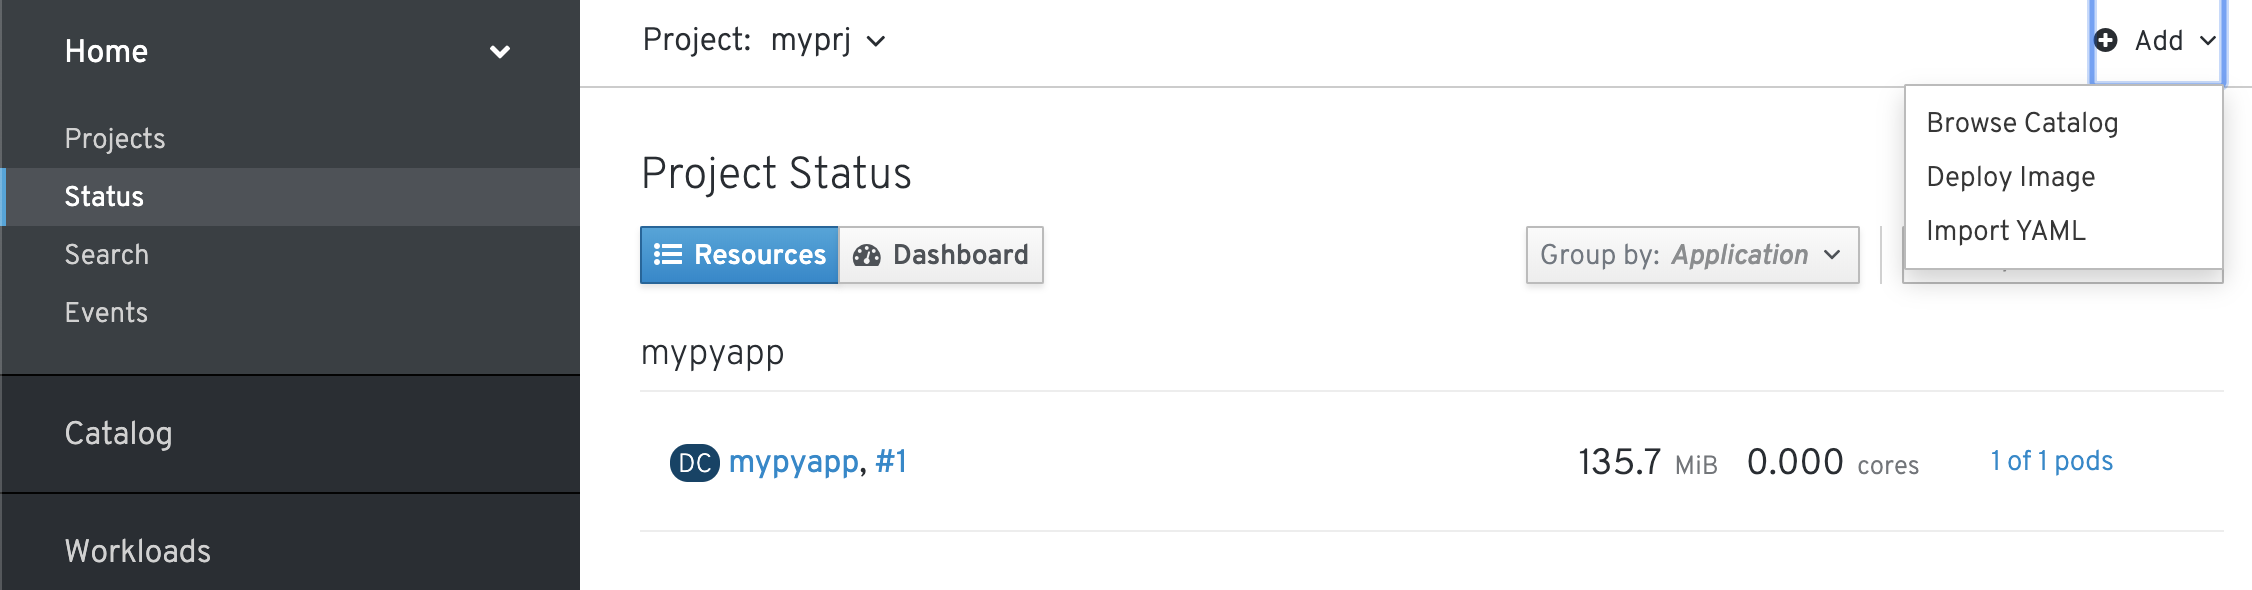 Home
Projects
Status
Search
Events
Catalog
Workloads
Project: myprj
Add
Browse Catalog
Deploy Image
Import YAML
Project Status
Resources
Dashboard
Group by: Application
mypyapp
DC mypyapp, #1
135.7 MiB 0.000 cores 1 of 1 pods